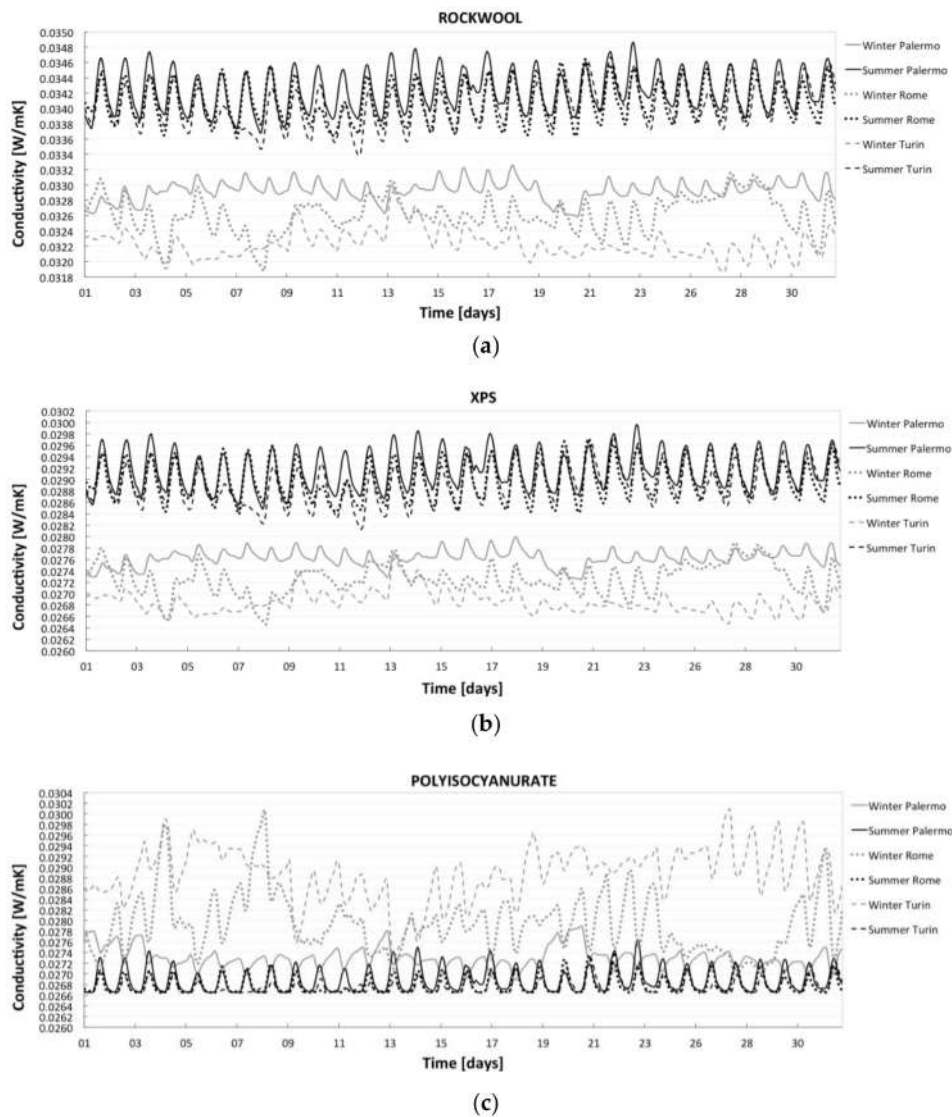 ROCKWOOL
Conductivity [W/mK]
0.0350
0.0348
0.0346
0.0344
0.0342
0.0340
0.0338
0.0336
0.0334
0.0332
0.0330
0.0328
0.0326
0.0324
0.0322
0.0320
0.0318
01 03 05 07 09 11 13 15 17 19 21 23 24 26 28 30
Time [days]
Winter Palermo
Summer Palermo
Winter Rome
Summer Rome
Winter Turin
Summer Turin
(a)
XPS
Conductivity [W/mK]
0.0302
0.0300
0.0298
0.0296
0.0294
0.0292
0.0290
0.0288
0.0286
0.0284
0.0282
0.0280
0.0278
0.0276
0.0274
0.0272
0.0270
0.0268
0.0266
0.0264
0.0262
0.0260
01 03 05 07 09 11 13 15 17 19 21 23 24 26 28 30
Time [days]
Winter Palermo
Summer Palermo
Winter Rome
Summer Rome
Winter Turin
Summer Turin
(b)
POLYISOCYANURATE
Conductivity [W/mK]
0.0304
0.0302
0.0300
0.0298
0.0296
0.0294
0.0292
0.0290
0.0288
0.0286
0.0284
0.0282
0.0280
0.0278
0.0276
0.0274
0.0272
0.0270
0.0268
0.0266
0.0264
0.0262
0.0260
01 03 05 07 09 11 13 15 17 19 21 23 24 26 28 30
Time [days]
Winter Palermo
Summer Palermo
Winter Rome
Summer Rome
Winter Turin
Summer Turin
(c)